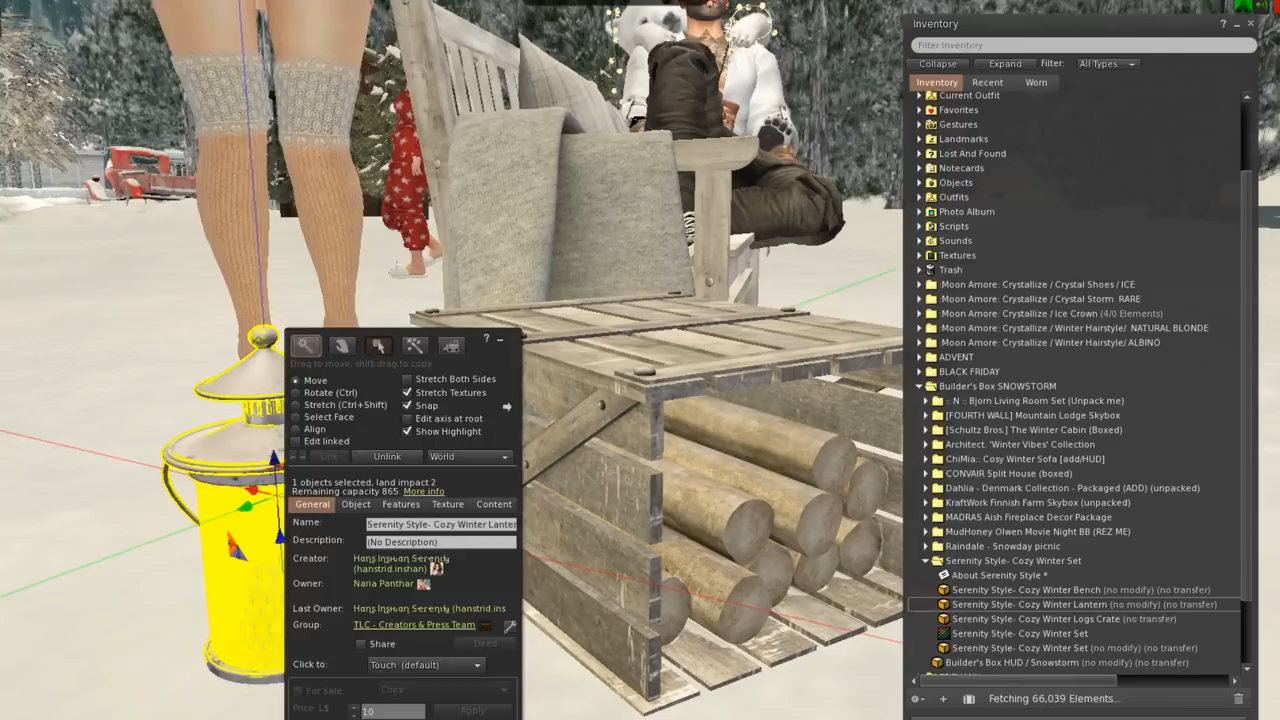 Inventory
Filter Inventory
Collapse
Expand
Filter:
All Types
Inventory
Recent
Worn
Current Outfit
Favorites
Gestures
Landmarks
Lost And Found
Notecards
Objects
Outfits
Photo Album
Scripts
Sounds
Textures
Trash
:Moon Amore: Crystallize / Crystal Shoes / ICE
:Moon Amore: Crystallize / Crystal Storm RARE
:Moon Amore: Crystallize / Ice Crown (4/0 Elements)
:Moon Amore: Crystallize / Winter Hairstyle/ NATURAL BLONDE
:Moon Amore: Crystallize / Winter Hairstyle/ ALBINO
ADVENT
BLACK FRIDAY
Builder's Box SNOWSTORM
:: N :: Bjorn Living Room Set (Unpack me)
[FOURTH WALL] Mountain Lodge Skybox
[Schultz Bros.] The Winter Cabin (Boxed)
Architect. 'Winter Vibes' Collection
ChiMia:: Cosy Winter Sofa [add/HUD]
CONVAIR Split House (boxed)
Dahlia - Denmark Collection - Packaged (ADD) (unpacked)
KraftWork Finnish Farm Skybox (unpacked)
MADRAS Aish Fireplace Decor Package
MudHoney Olwen Movie Night BB (REZ ME)
Raindale - Snowday picnic
Serenity Style- Cozy Winter Set
About Serenity Style *
Serenity Style- Cozy Winter Bench (no modify) (no transfer)
Serenity Style- Cozy Winter Lantern (no modify) (no transfer)
Serenity Style- Cozy Winter Logs Crate (no transfer)
Serenity Style- Cozy Winter Set
Serenity Style- Cozy Winter Set (no modify) (no transfer)
Builder's Box HUD / Snowstorm (no modify) (no transfer)
Fetching 66,039 Elements...
Drag to move, shift-drag to copy
Move
Rotate (Ctrl)
Stretch (Ctrl+Shift)
Select Face
Align
Edit linked
Stretch Both Sides
Stretch Textures
Snap
Edit axis at root
Show Highlight
Link
Unlink
World
1 objects selected, land impact 2
Remaining capacity 865 More info
General
Object
Features
Texture
Content
Name:
Serenity Style- Cozy Winter Lanter
Description:
(No Description)
Creator:
(hanstrid.inshan)
Owner:
Naria Panthar
Last Owner:
(hanstrid.ins
Group:
TLC - Creators & Press Team
Share
Deed
Click to:
Touch (default)
For Sale:
Copy
Price: L$
10
Apply